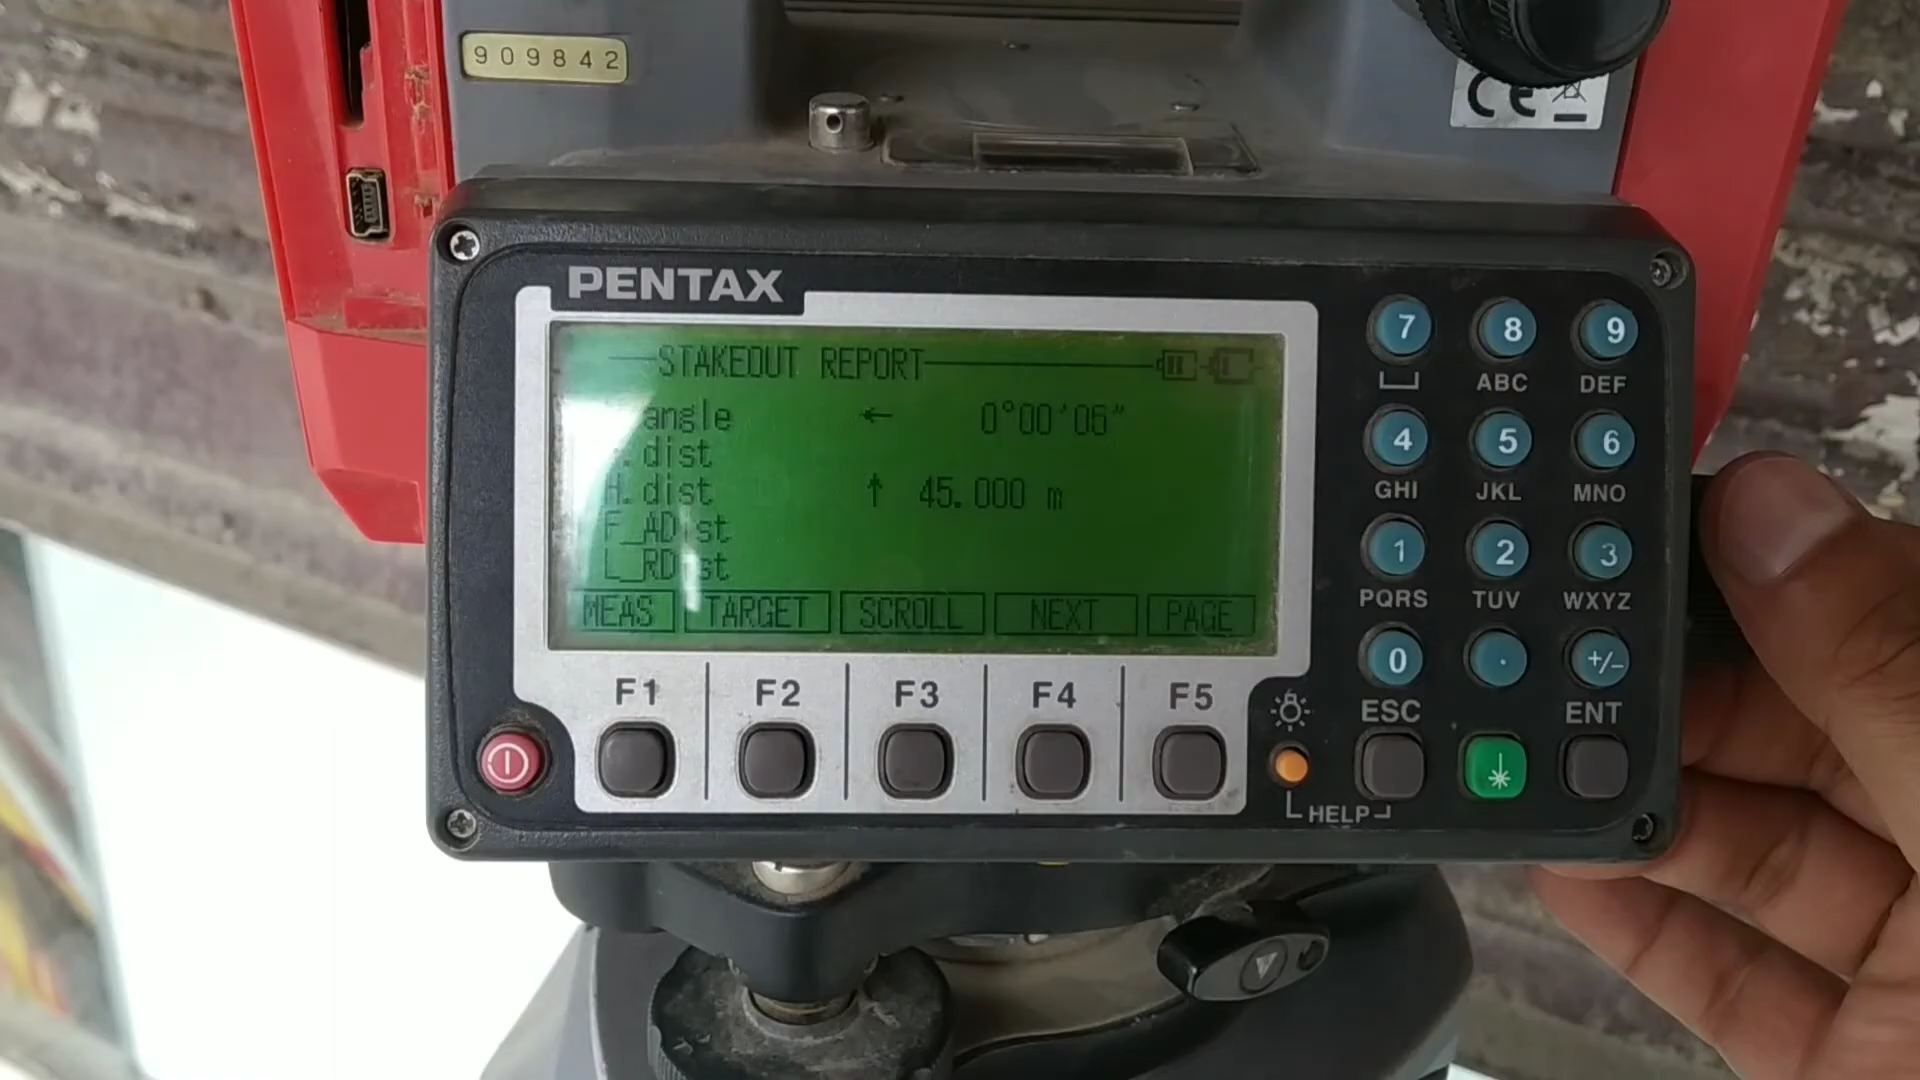 909842
CE
PENTAX
STAKEOUT REPORT
angle ← 0°00'05"
.dist
H.dist ↑ 45.000 m
F_ADist
L_RDist
MEAS TARGET SCROLL NEXT PAGE
F1 F2 F3 F4 F5
7 8 9
ABC DEF
4 5 6
GHI JKL MNO
1 2 3
PQRS TUV WXYZ
0 . +/-
ESC ENT
HELP